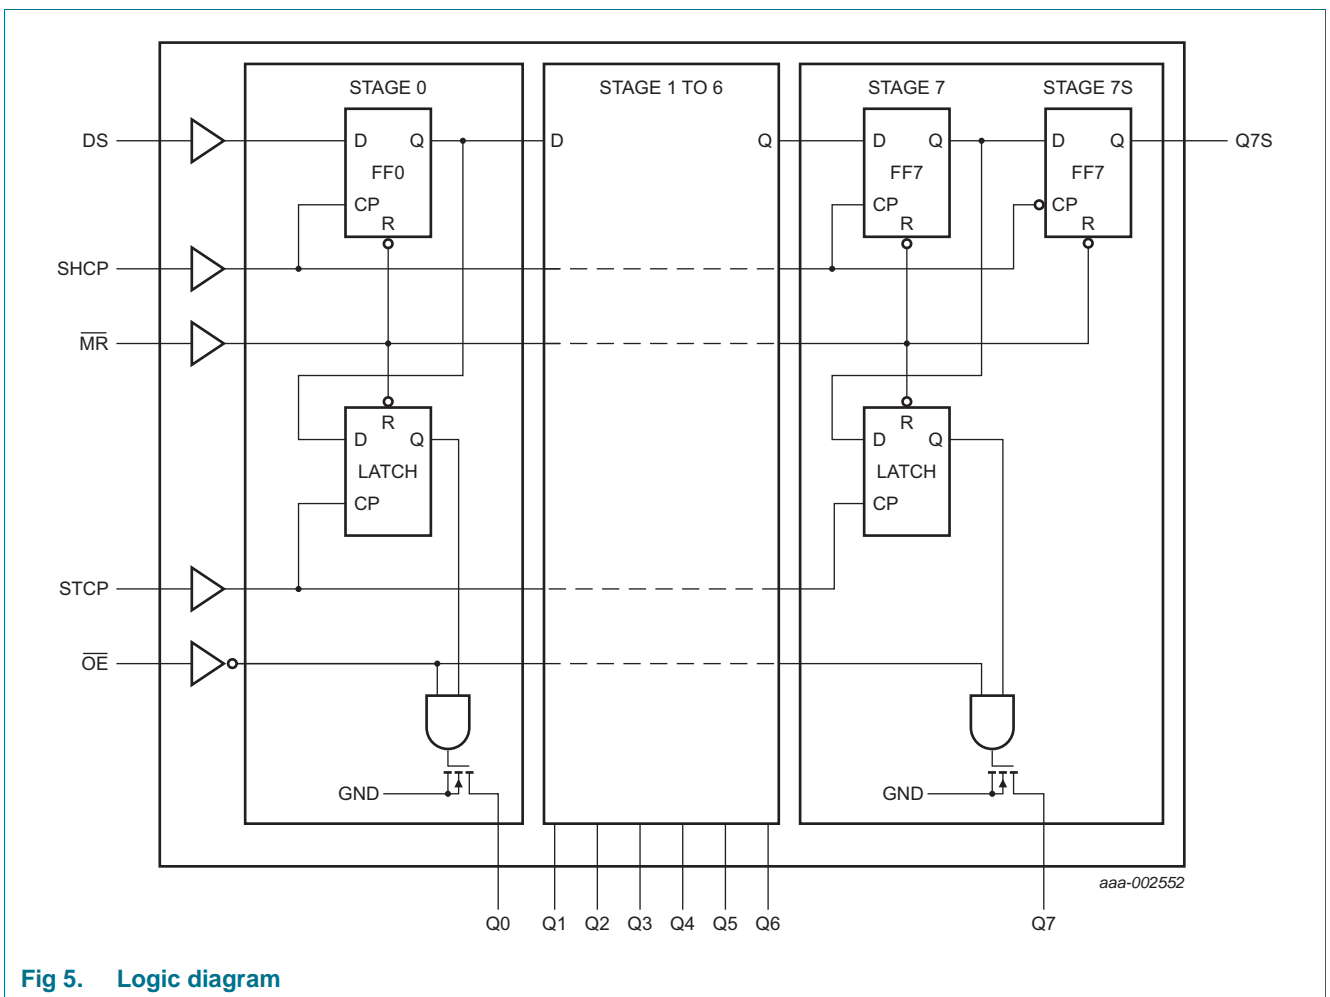 STAGE 0
STAGE 1 TO 6
STAGE 7
STAGE 7S
DS
D
Q
FF0
CP
R
D
Q
D
Q
FF7
CP
R
D
Q
FF7
CP
R
Q7S
SHCP
MR
R
D
Q
LATCH
CP
R
D
Q
LATCH
CP
STCP
OE
GND
GND
aaa-002552
Q0
Q1
Q2
Q3
Q4
Q5
Q6
Q7
Fig 5. Logic diagram